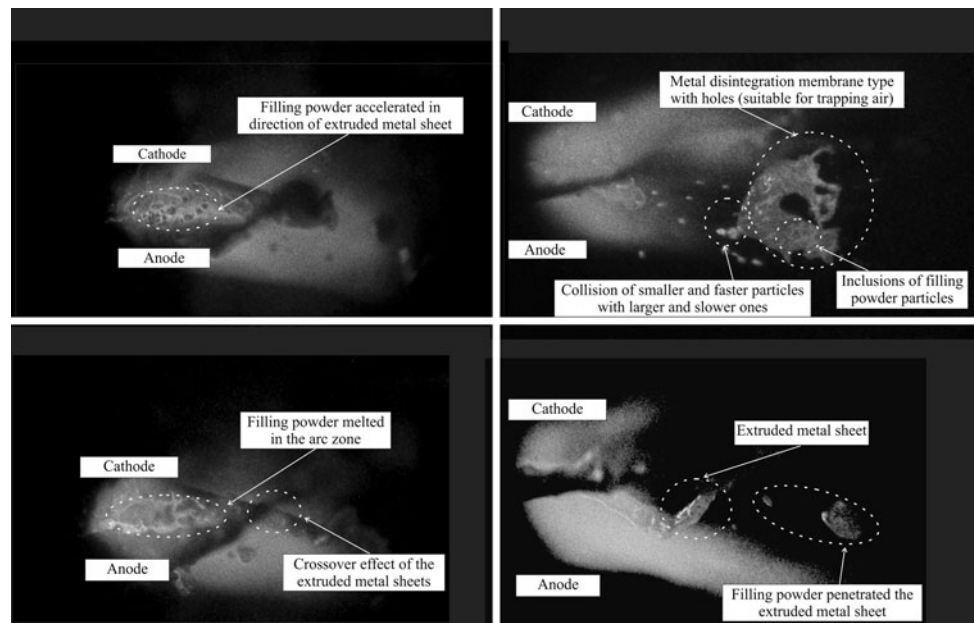 Filling powder accelerated in
direction of extruded metal sheet
Cathode
Anode
Metal disintegration membrane type
with holes (suitable for trapping air)
Cathode
Anode
Collision of smaller and faster particles
with larger and slower ones
Inclusions of filling
powder particles
Filling powder melted
in the arc zone
Cathode
Anode
Crossover effect of the
extruded metal sheets
Cathode
Extruded metal sheet
Anode
Filling powder penetrated the
extruded metal sheet